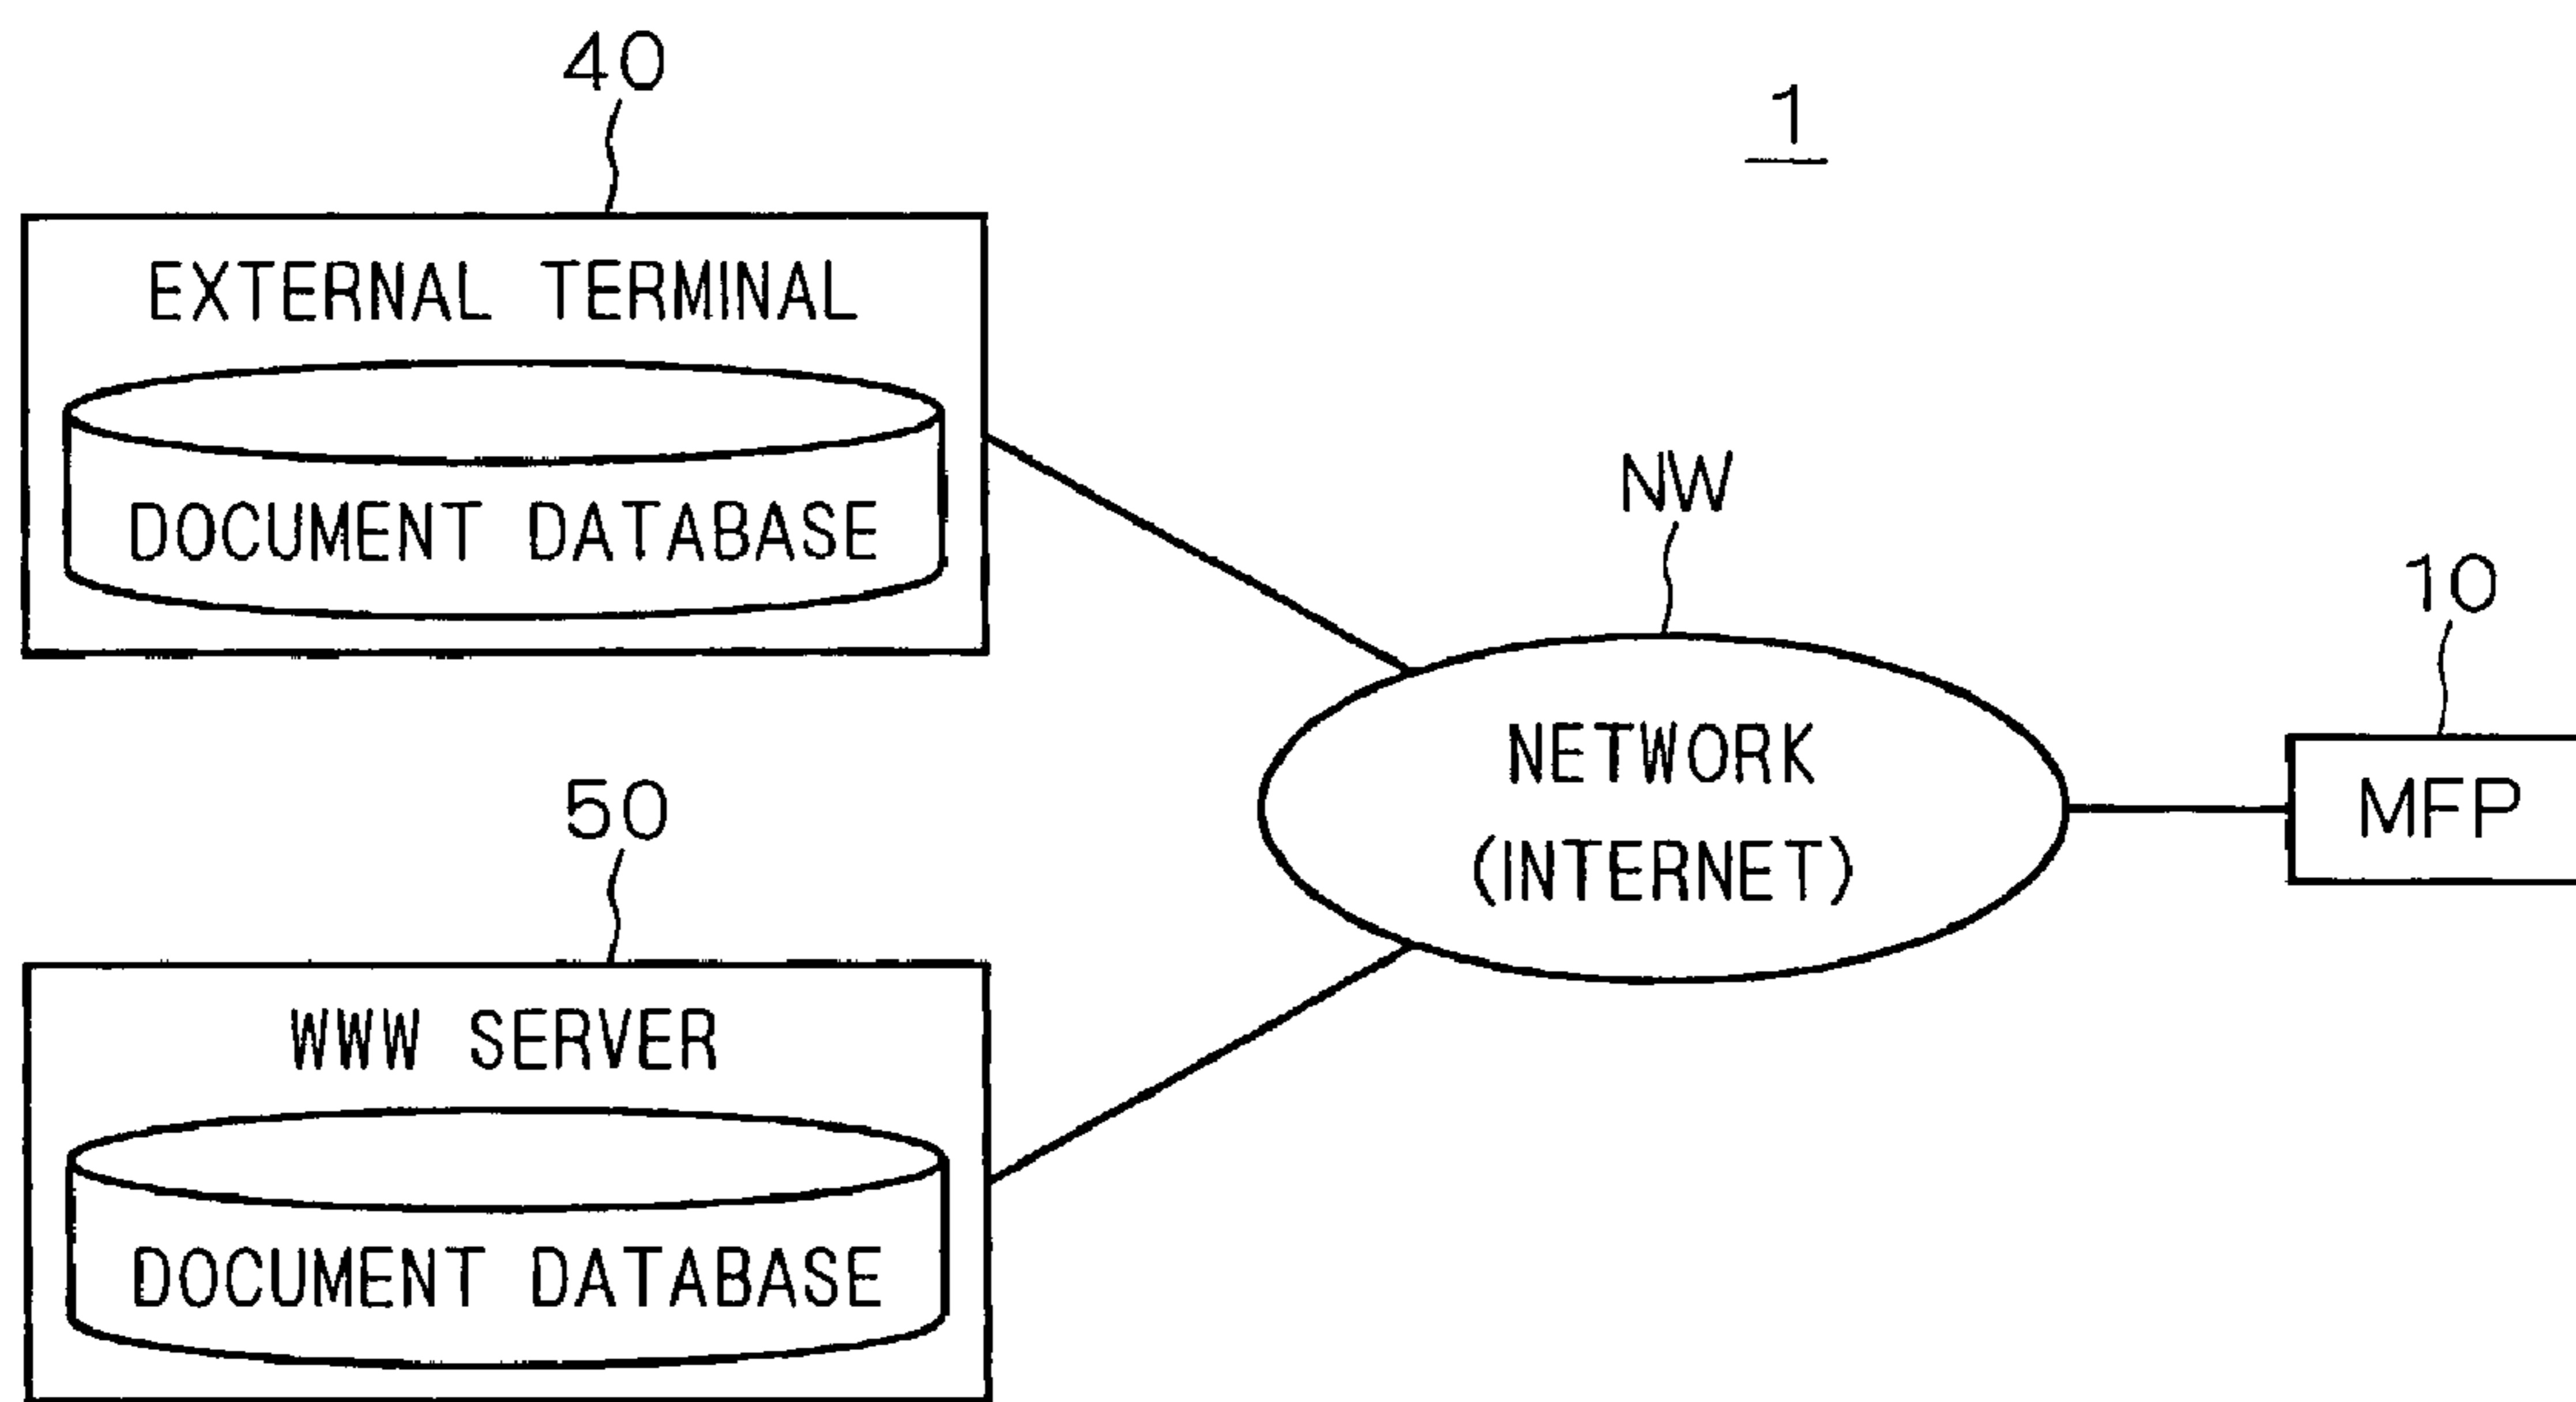 40
1
EXTERNAL TERMINAL
DOCUMENT DATABASE
NW
10
NETWORK
(INTERNET)
MFP
50
WWW SERVER
DOCUMENT DATABASE